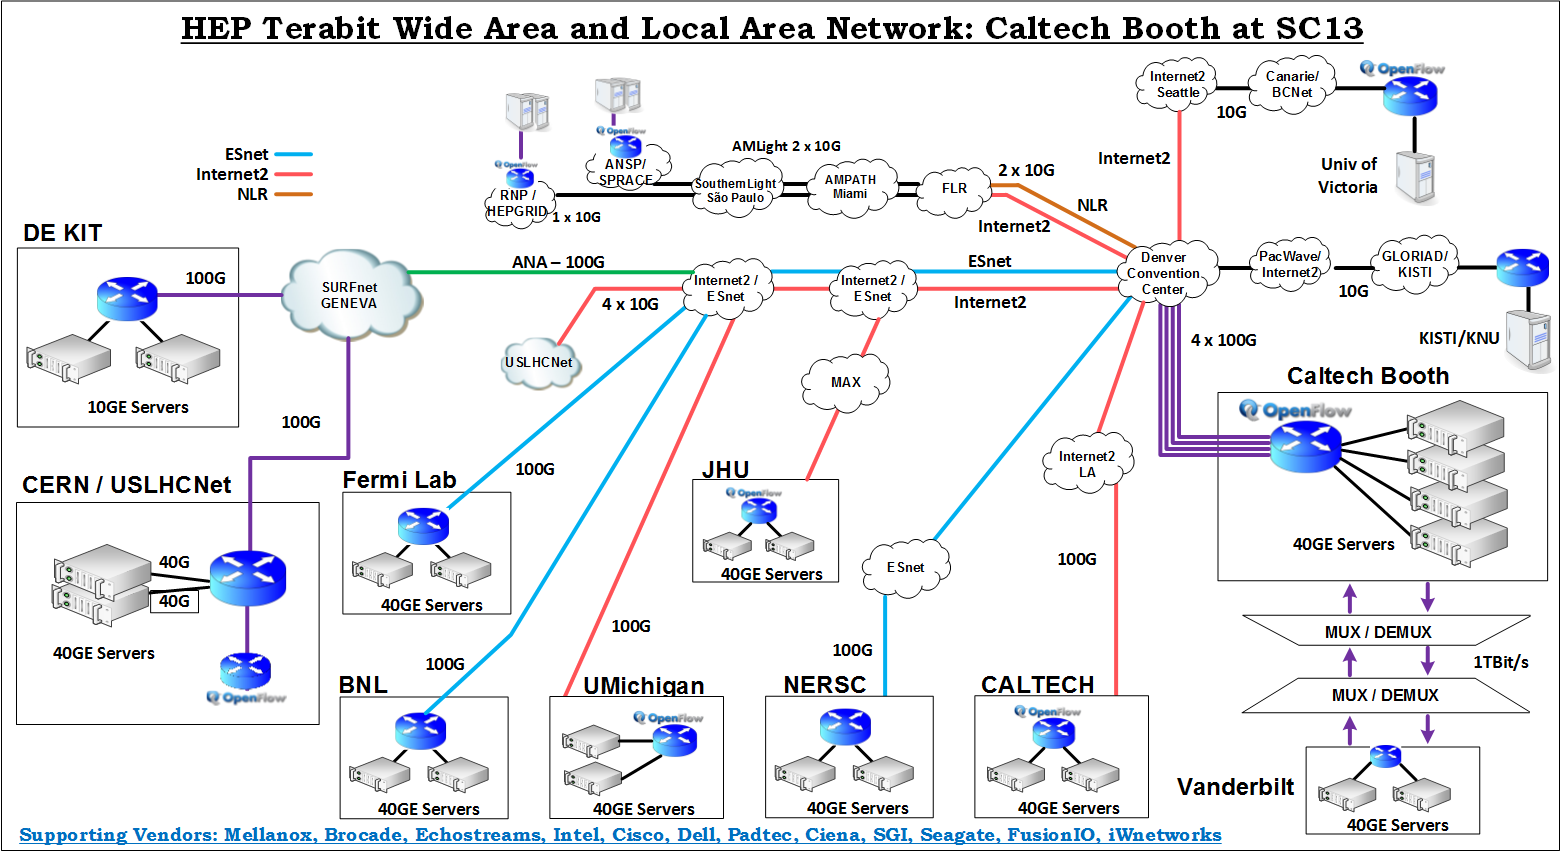 HEP Terabit Wide Area and Local Area Network: Caltech Booth at SC13
ESnet
Internet2
NLR
OpenFlow
RNP /
HEPGRID
1 x 10G
OpenFlow
ANSP/
SPRACE
AMLight 2 x 10G
SouthernLight
São Paulo
AMPATH
Miami
FLR
2 x 10G
NLR
Internet2
Internet2
Seattle
10G
Canarie/
BCNet
OpenFlow
Univ of
Victoria
Internet2
DE KIT
100G
10GE Servers
SURFnet
GENEVA
100G
ANA – 100G
4 x 10G
USLHCNet
Internet2 /
ESnet
Internet2 /
ESnet
ESnet
Internet2
Denver
Convention
Center
PacWave/
Internet2
10G
GLORIAD/
KISTI
KISTI/KNU
4 x 100G
Caltech Booth
OpenFlow
40GE Servers
MAX
JHU
OpenFlow
40GE Servers
Internet2
LA
100G
CERN / USLHCNet
40G
40G
40GE Servers
OpenFlow
Fermi Lab
100G
40GE Servers
BNL
100G
40GE Servers
UMichigan
100G
OpenFlow
40GE Servers
ESnet
100G
NERSC
40GE Servers
CALTECH
OpenFlow
40GE Servers
MUX / DEMUX
1TBit/s
MUX / DEMUX
Vanderbilt
40GE Servers
Supporting Vendors: Mellanox, Brocade, Echostreams, Intel, Cisco, Dell, Padtec, Ciena, SGI, Seagate, FusionIO, iWnetworks